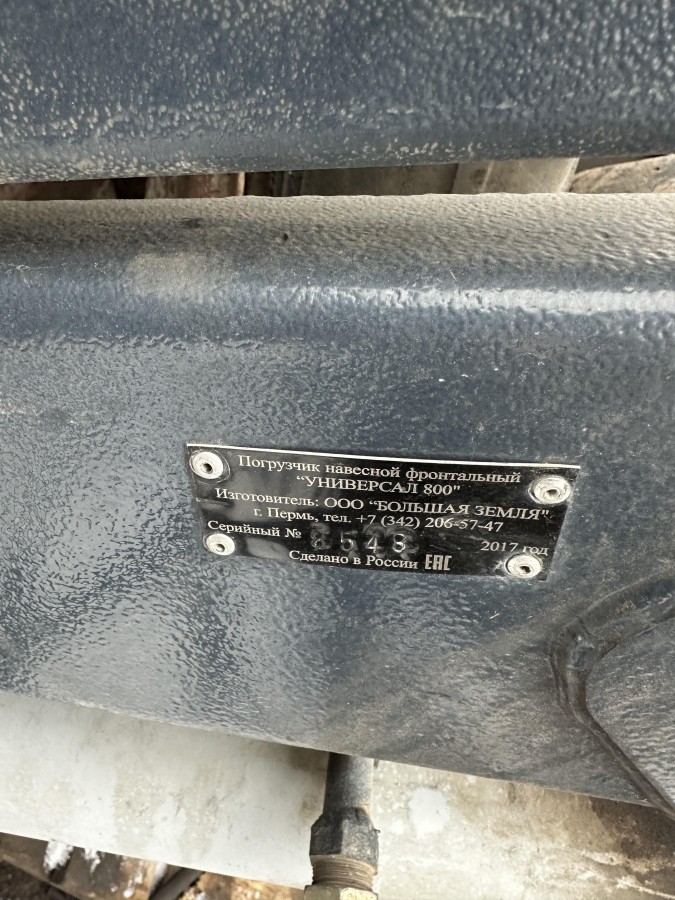 Погрузчик навесной фронтальный
"УНИВЕРСАЛ 800"
Изготовитель: ООО "БОЛЬШАЯ ЗЕМЛЯ"
г. Пермь, тел. +7 (342) 206-57-47
Серийный № 8548 2017 год
Сделано в России EAC